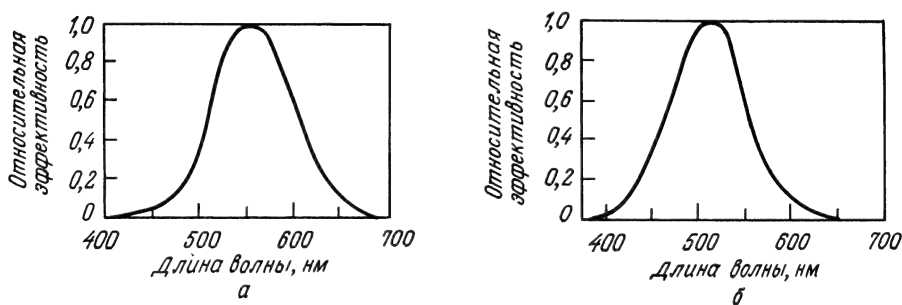 Относительная
эффективность
1,0
0,8
0,6
0,4
0,2
0
400
500
600
700
Длина волны, нм
а
Относительная
эффективность
1,0
0,8
0,6
0,4
0,2
0
400
500
600
700
Длина волны, нм
б